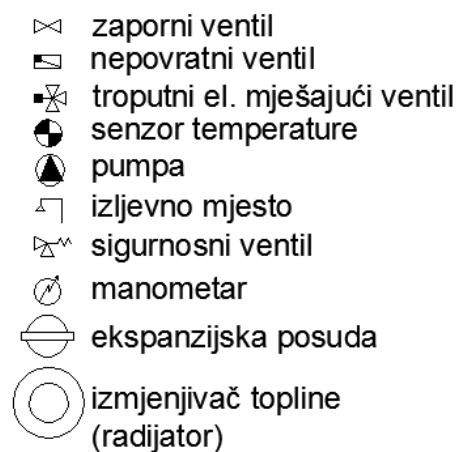 zaporni ventil
nepovratni ventil
troputni el. mješajući ventil
senzor temperature
pumpa
izljevno mjesto
sigurnosni ventil
manometar
ekspanzijska posuda
izmjenjivač topline
(radijator)